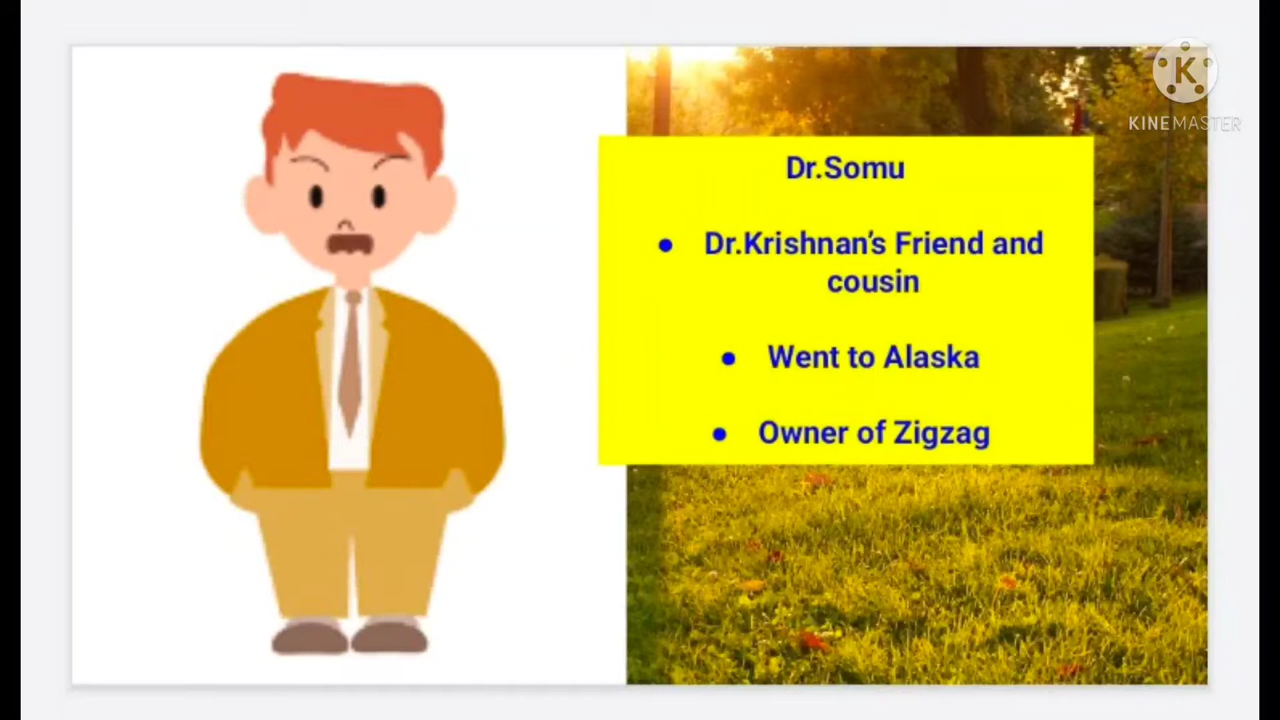 K
KINEMASTER
Dr.Somu
● Dr.Krishnan's Friend and
cousin
● Went to Alaska
● Owner of Zigzag